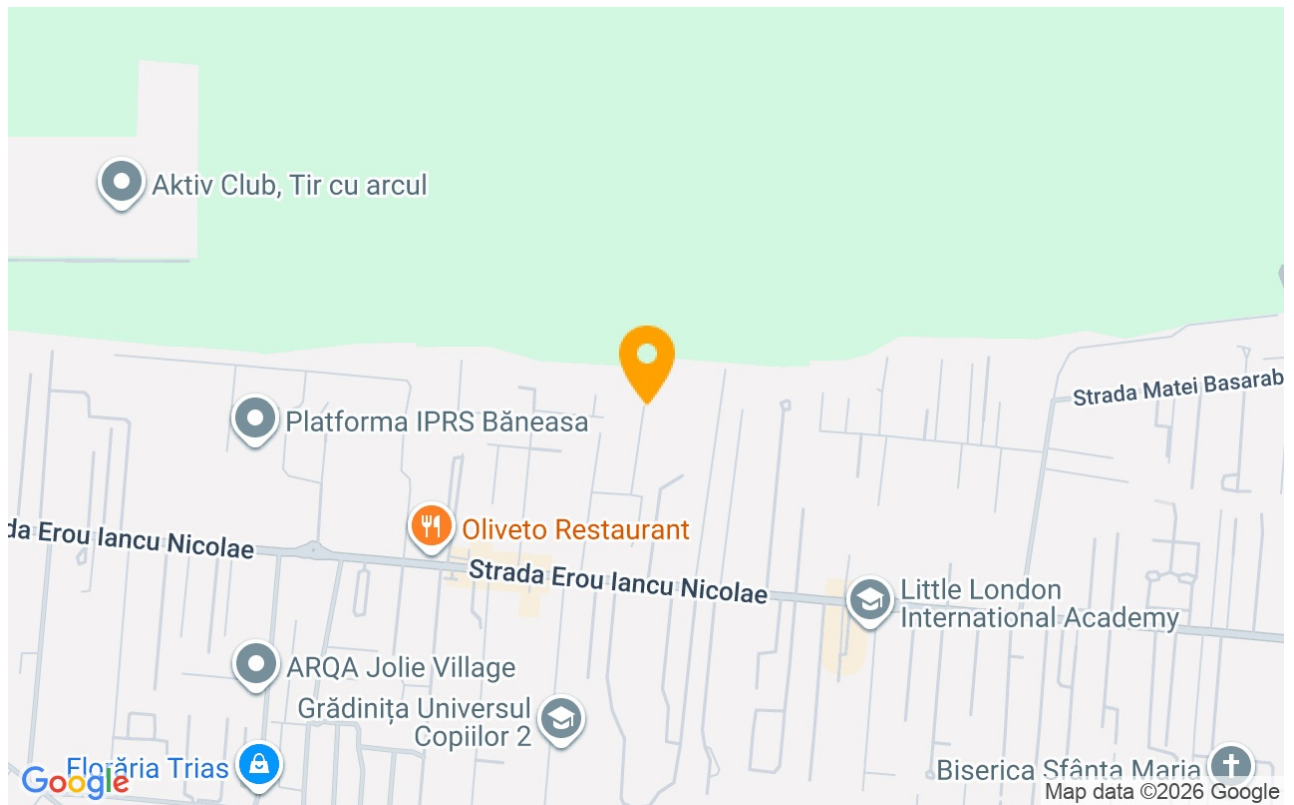 Aktiv Club, Tir cu arcul
Strada Matei Basarab
Platforma IPRS Băneasa
da Erou Iancu Nicolae
Oliveto Restaurant
Strada Erou Iancu Nicolae
Little London
International Academy
ARQA Jolie Village
Grădinița Universul
Copiilor 2
Florăria Trias
Biserica Sfânta Maria
Google
Map data ©2026 Google